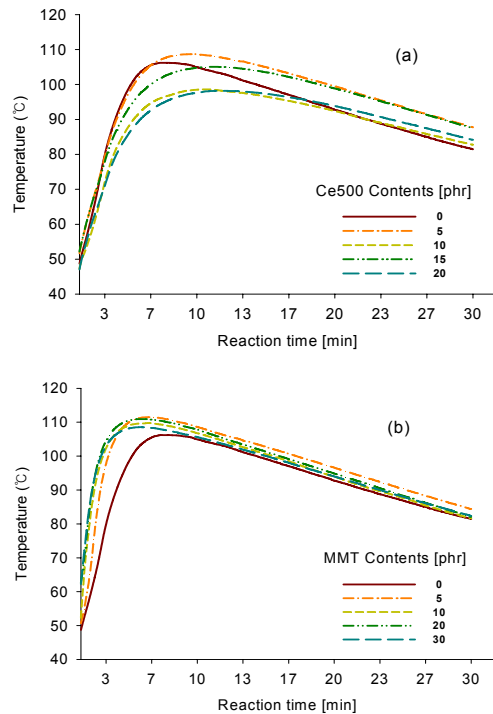 120
110
100
90
80
70
60
50
40
Temperature (℃)
(a)
Ce500 Contents [phr]
0
5
10
15
20
3 7 10 13 17 20 23 27 30
Reaction time [min]
120
110
100
90
80
70
60
50
40
Temperature (℃)
(b)
MMT Contents [phr]
0
5
10
20
30
3 7 10 13 17 20 23 27 30
Reaction time [min]